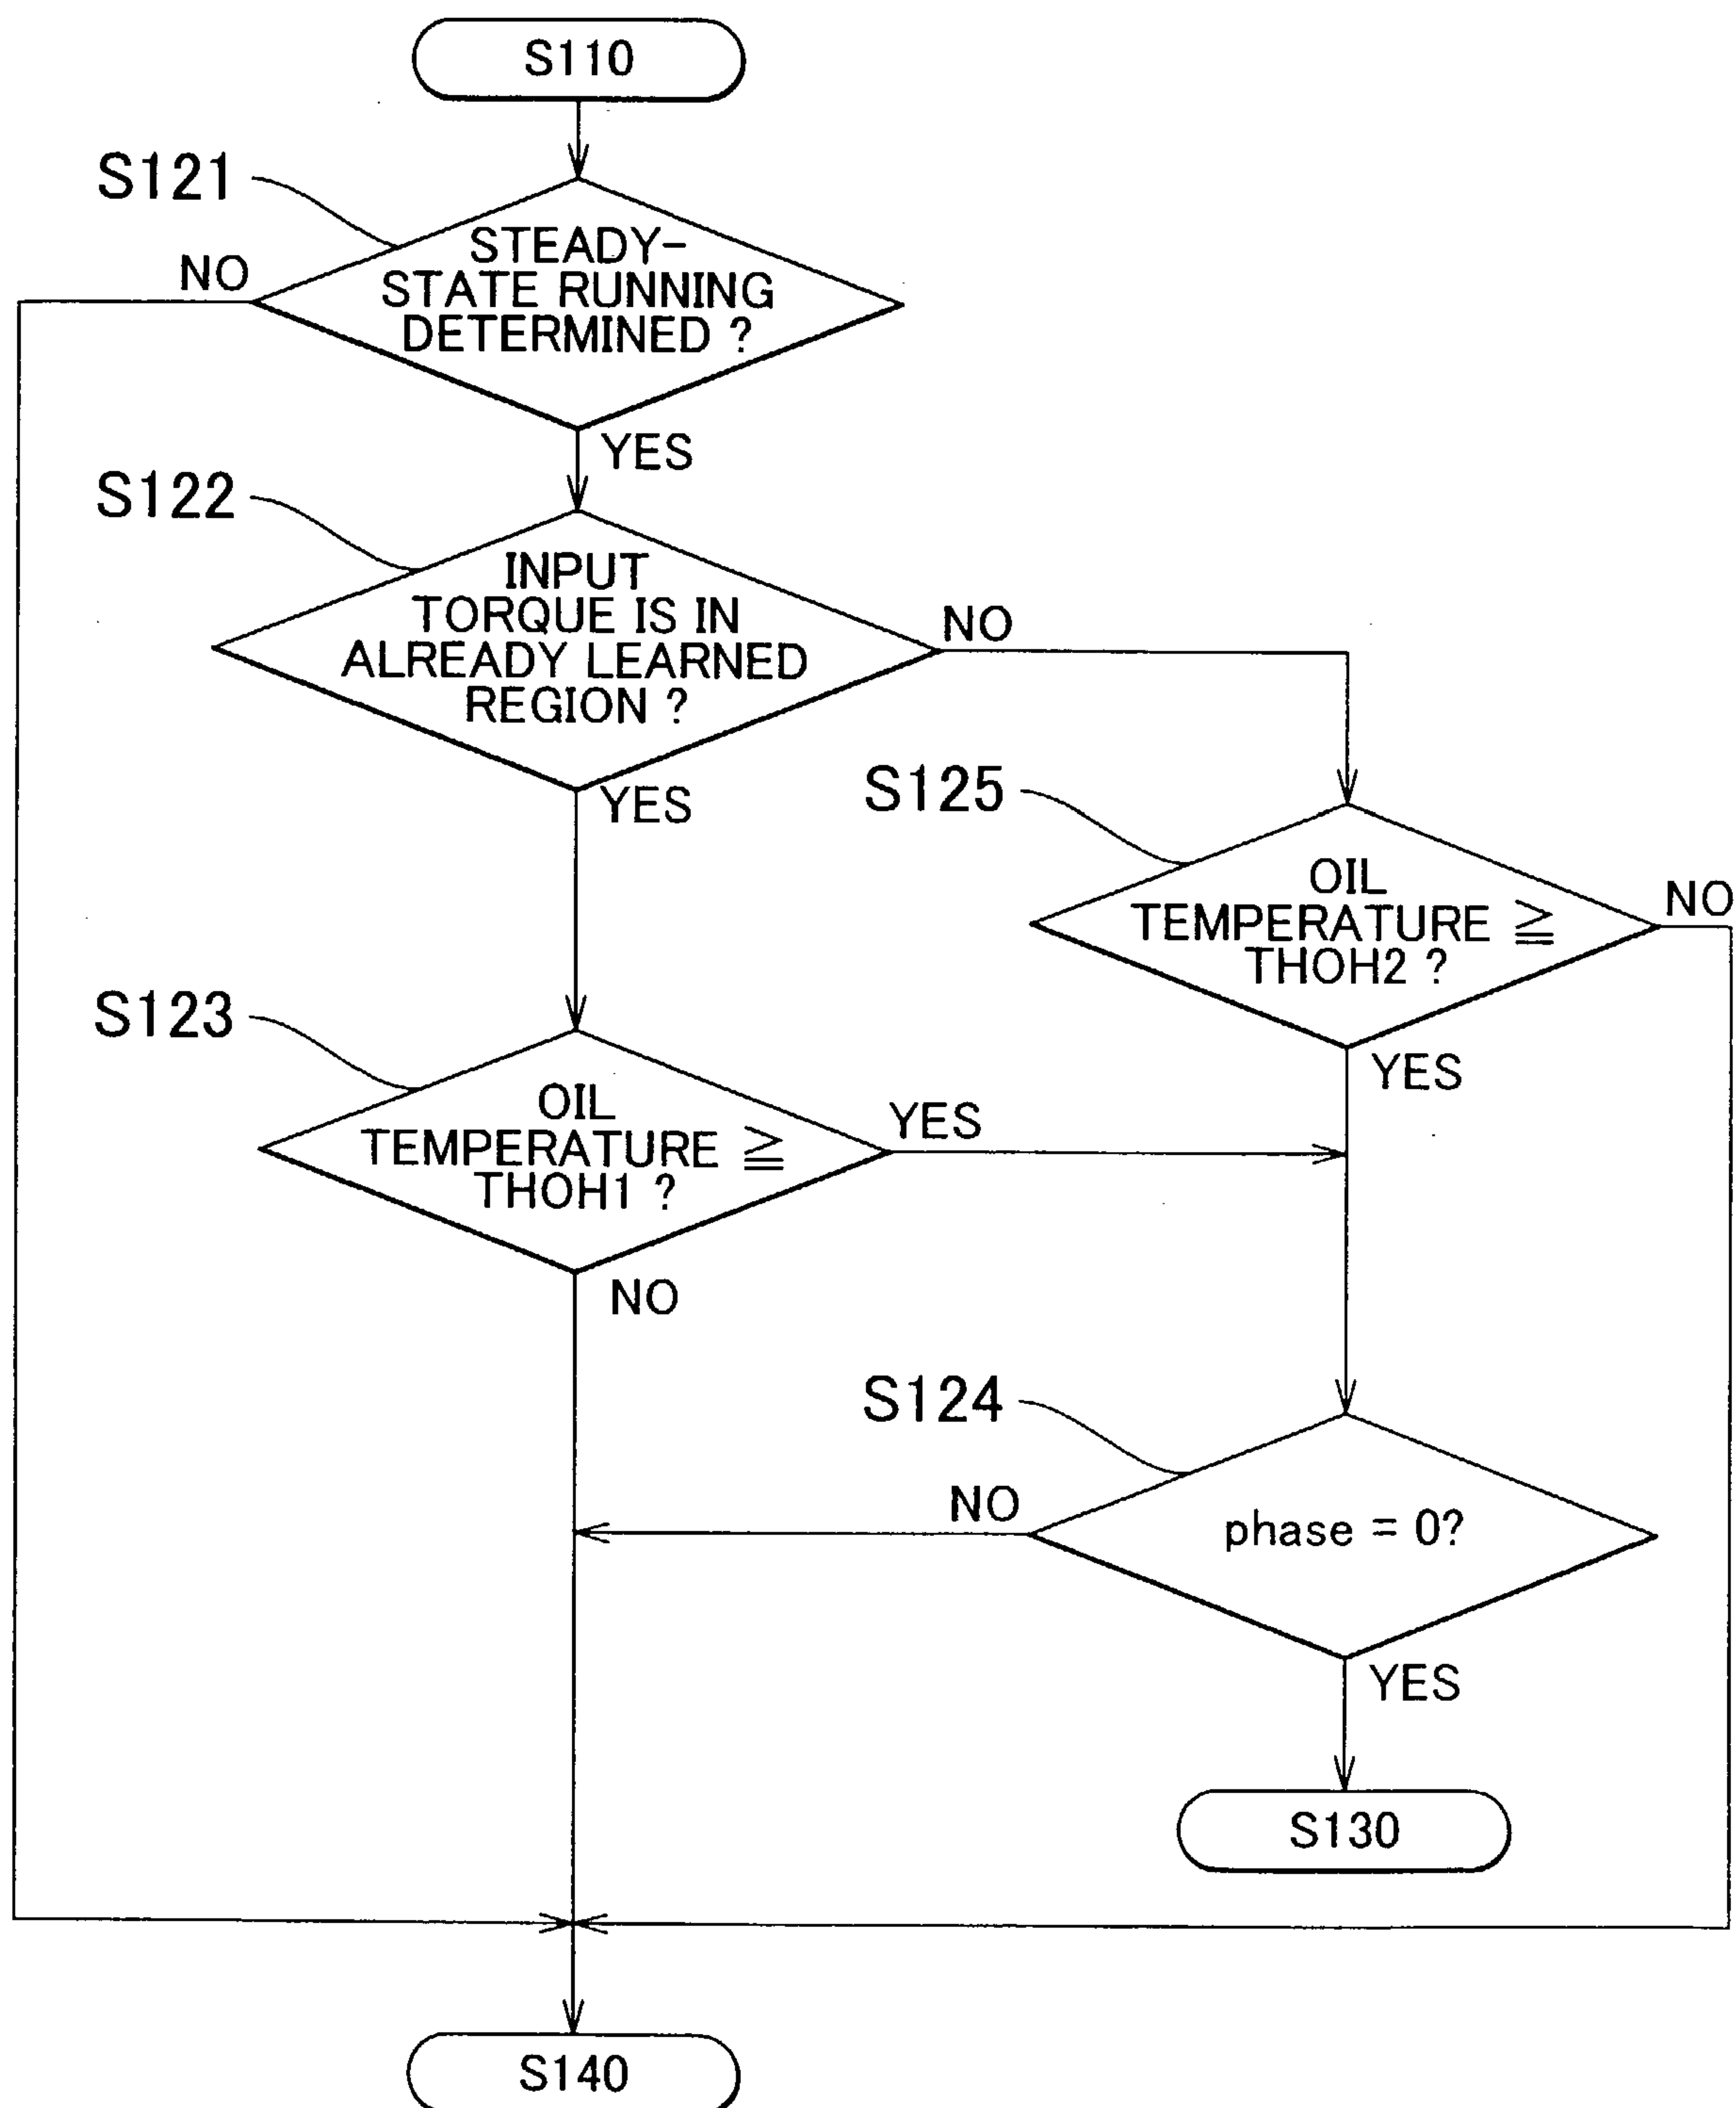 S110
S121
NO
STEADY-
STATE RUNNING
DETERMINED ?
YES
S122
INPUT
TORQUE IS IN
ALREADY LEARNED
REGION ?
NO
YES
S125
OIL
TEMPERATURE ≧
THOH2 ?
NO
YES
S123
OIL
TEMPERATURE ≧
THOH1 ?
YES
NO
S124
NO
phase = 0?
YES
S130
S140